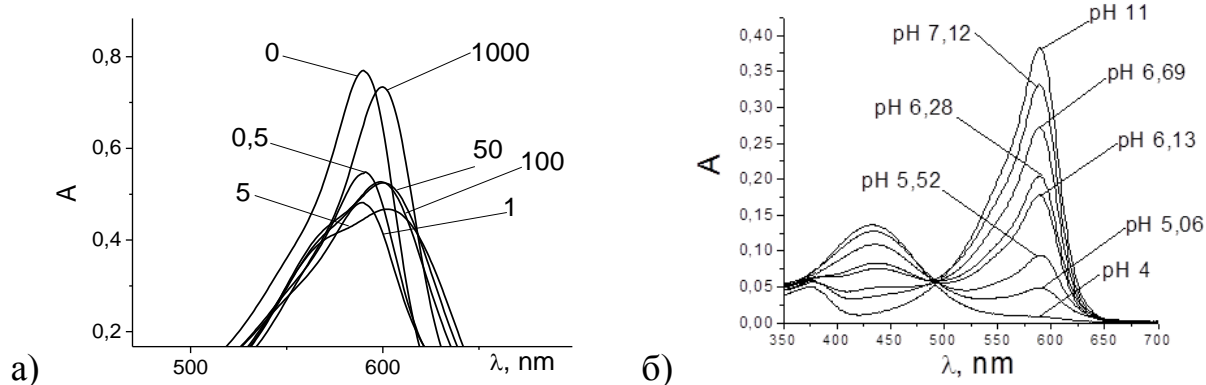 0,8
0,6
0,4
0,2
A
0
1000
0,5
50
100
5
1
500
600
λ, nm
а)
0,40
0,35
0,30
0,25
0,20
0,15
0,10
0,05
0,00
A
pH 11
pH 7,12
pH 6,69
pH 6,28
pH 6,13
pH 5,52
pH 5,06
pH 4
350 400 450 500 550 600 650 700
λ, nm
б)